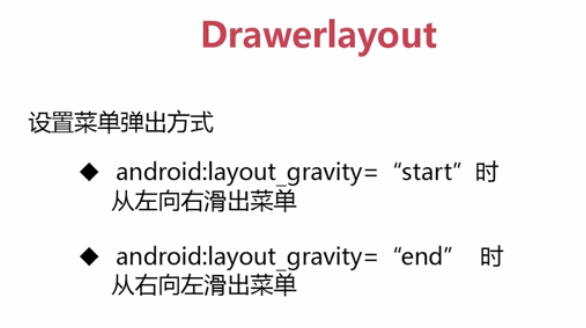 Drawerlayout
设置菜单弹出方式
◆ android:layout_gravity=“start”时
从左向右滑出菜单
◆ android:layout_gravity=“end” 时
从右向左滑出菜单